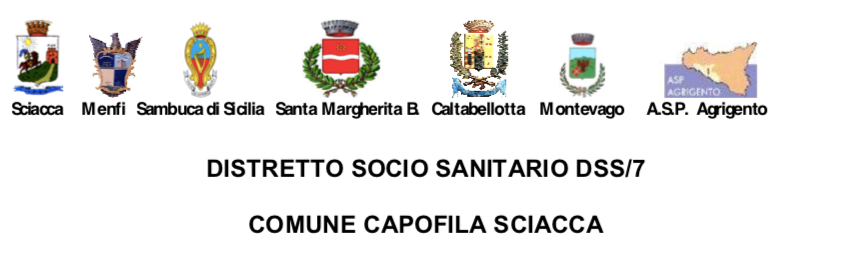 ASP
AGRIGENTO
Sciacca Menfi Sambuca di Sicilia Santa Margherita B. Caltabellotta Montevago A.S.P. Agrigento
DISTRETTO SOCIO SANITARIO DSS/7
COMUNE CAPOFILA SCIACCA